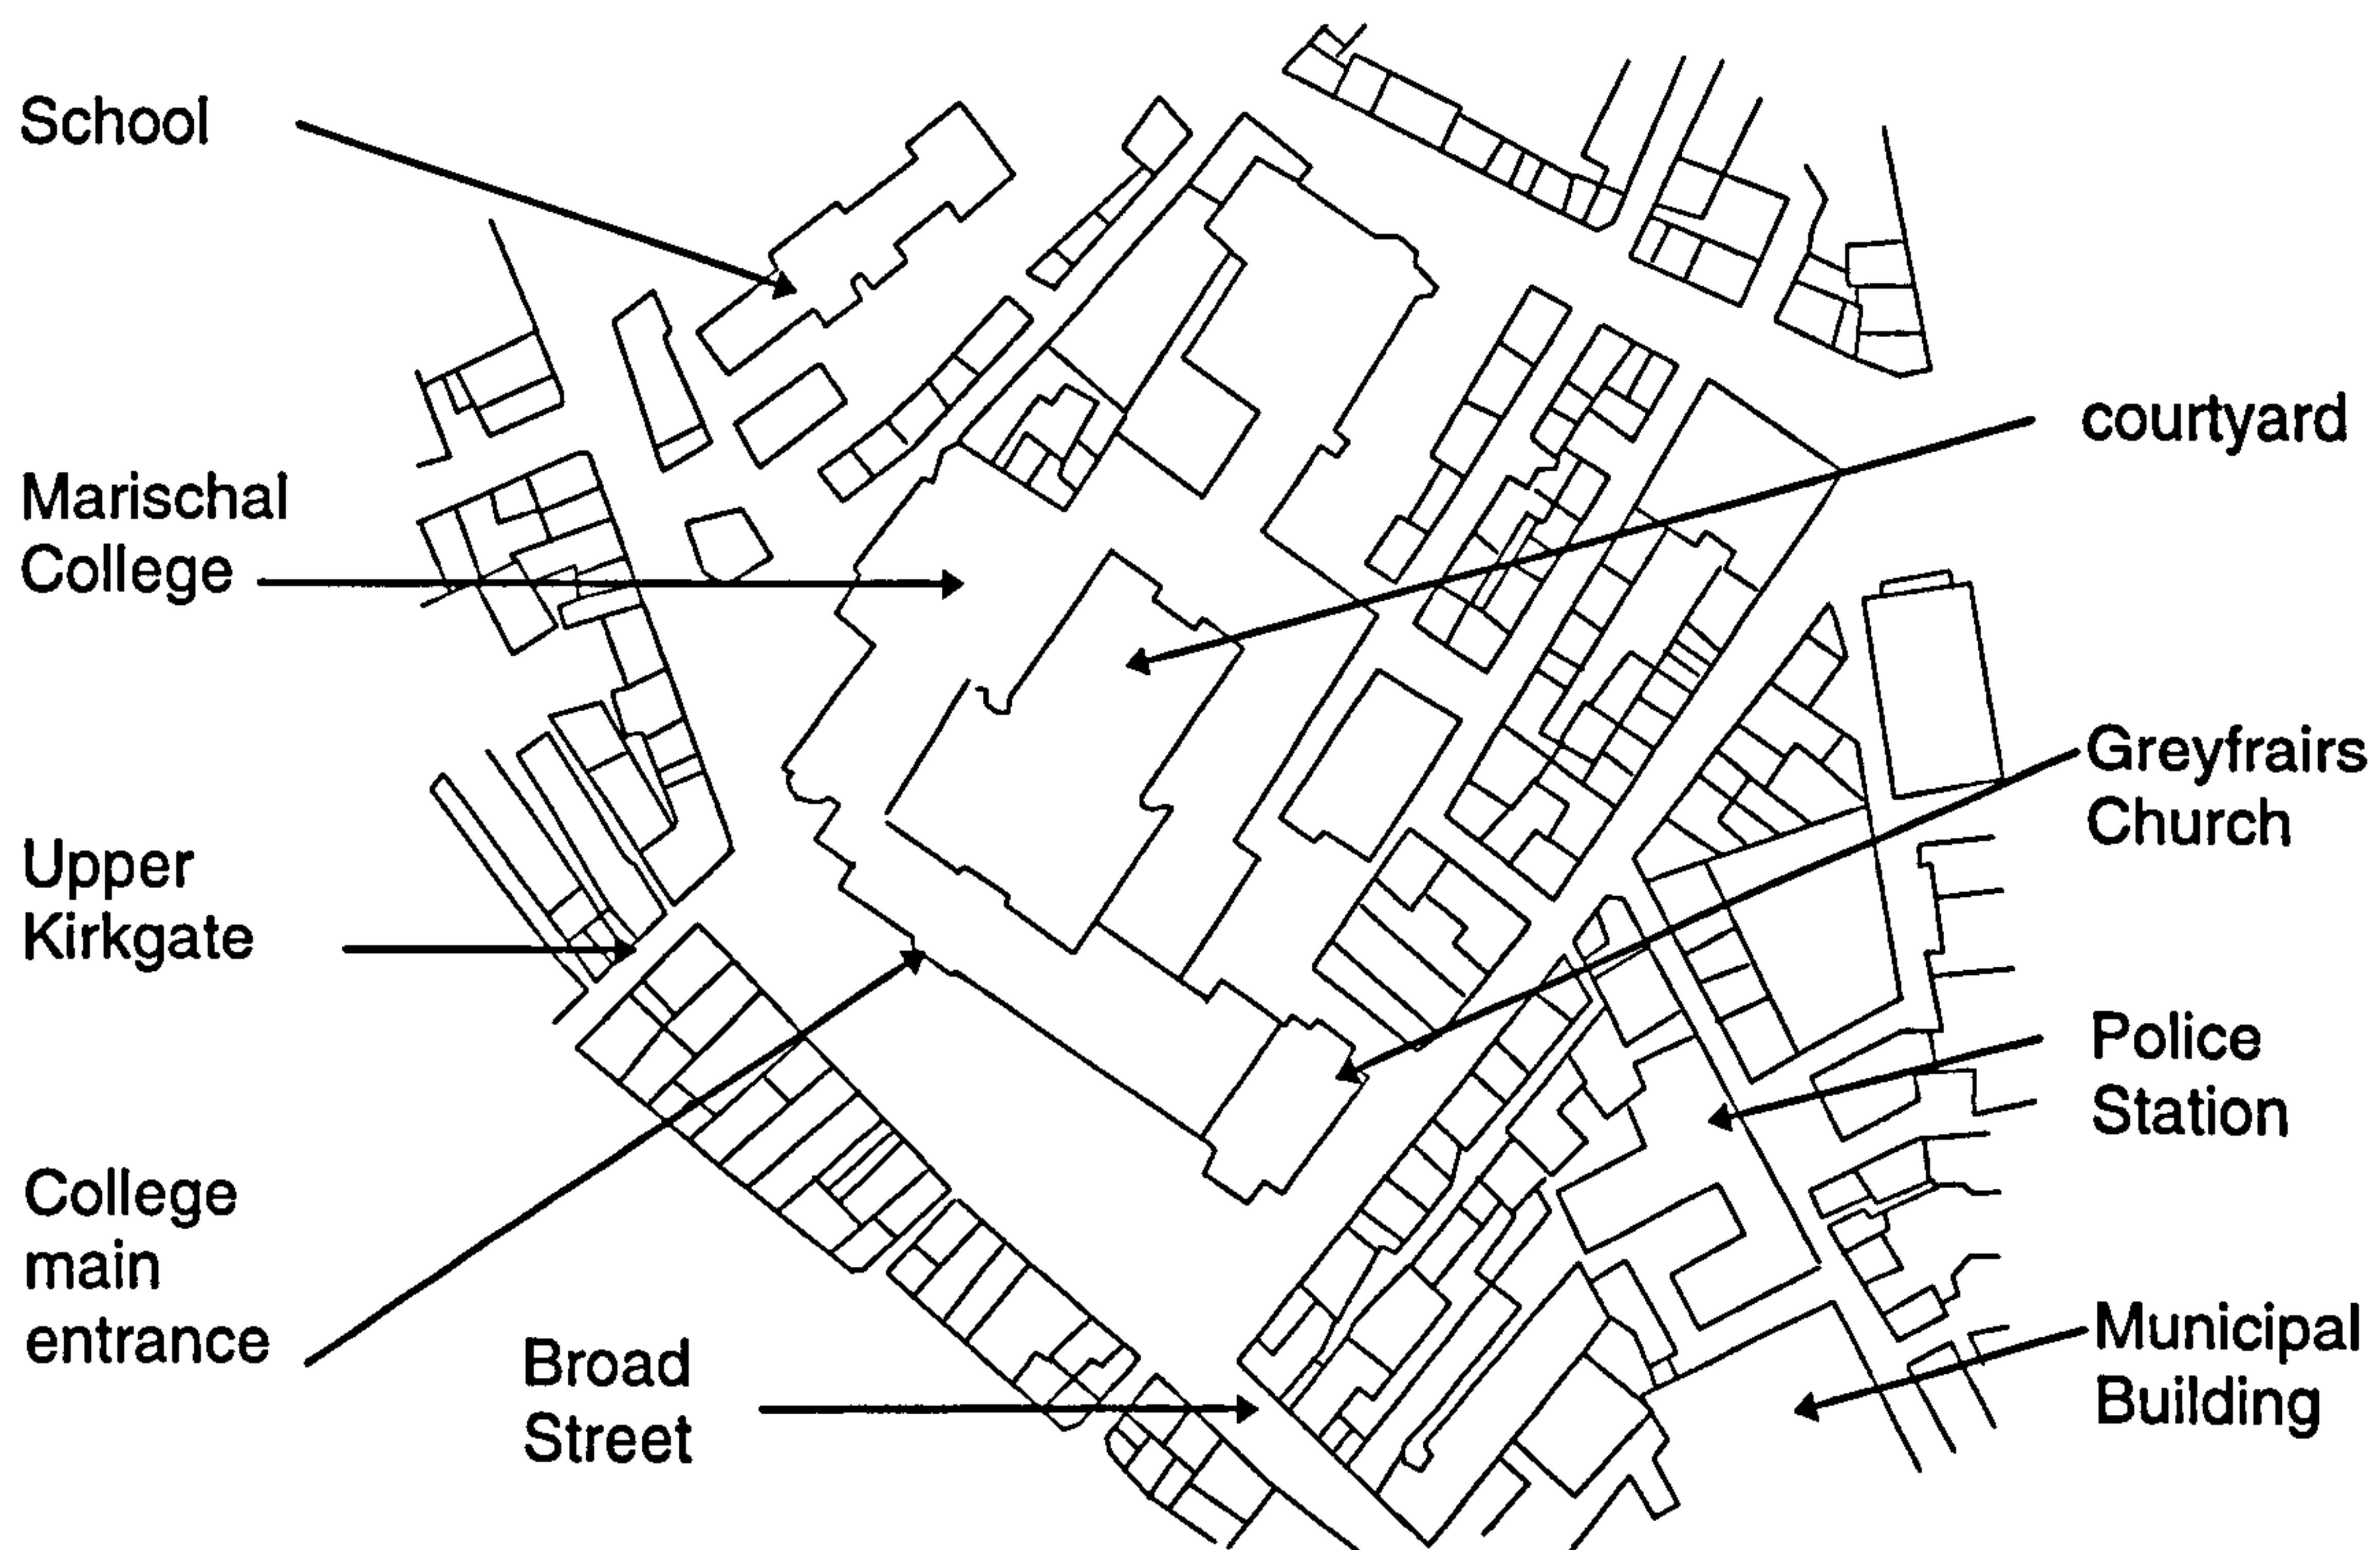 School
Marischal
College
Upper
Kirkgate
College
main
entrance
Broad
Street
courtyard
Greyfrairs
Church
Police
Station
Municipal
Building